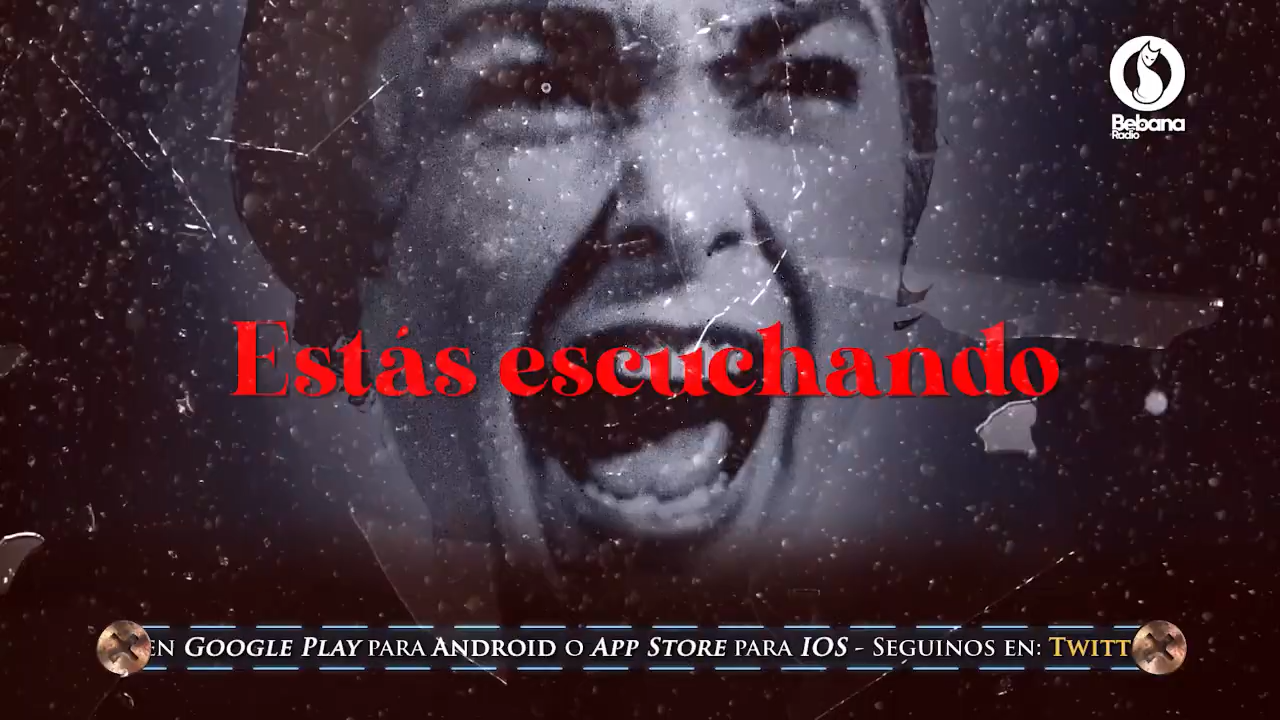 Bebana
Radio
Estás escuchando
EN GOOGLE PLAY PARA ANDROID O APP STORE PARA IOS - SEGUINOS EN: TWITT